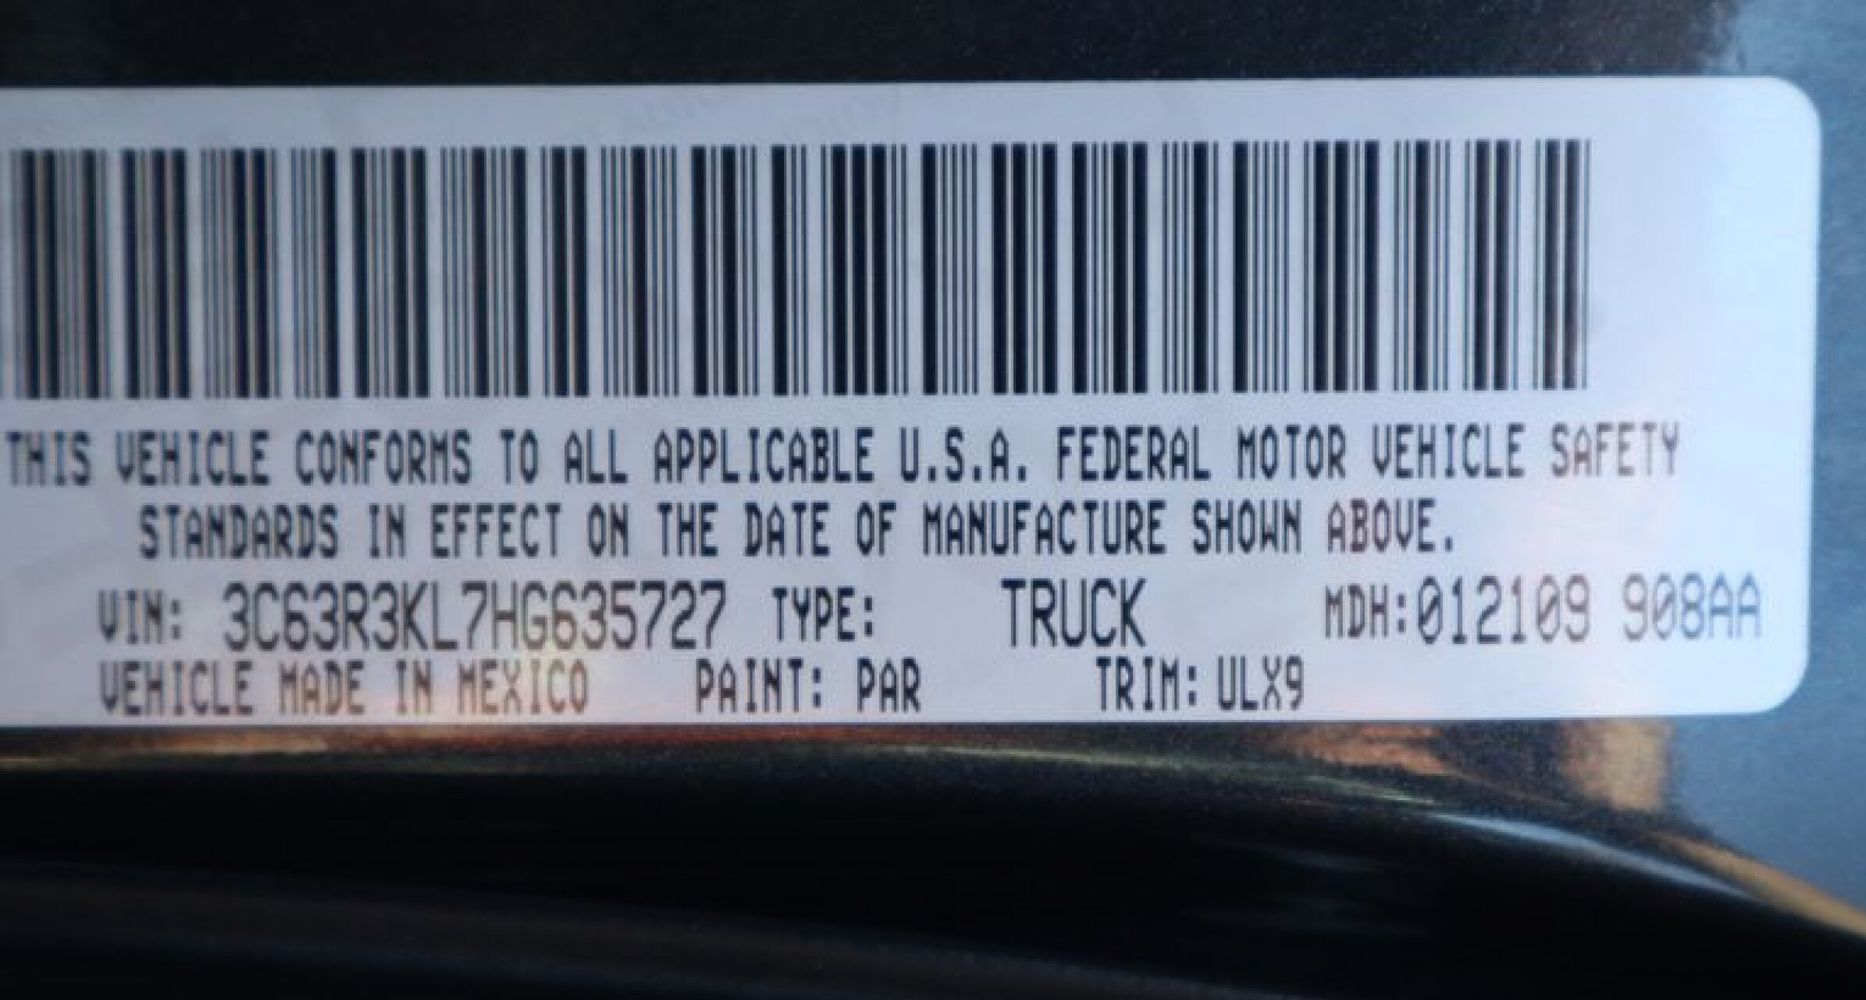 THIS VEHICLE CONFORMS TO ALL APPLICABLE U.S.A. FEDERAL MOTOR VEHICLE SAFETY
STANDARDS IN EFFECT ON THE DATE OF MANUFACTURE SHOWN ABOVE.
VIN: 3C63R3KL7HG635727 TYPE: TRUCK MDH:012109 908AA
VEHICLE MADE IN MEXICO PAINT: PAR TRIM: ULX9